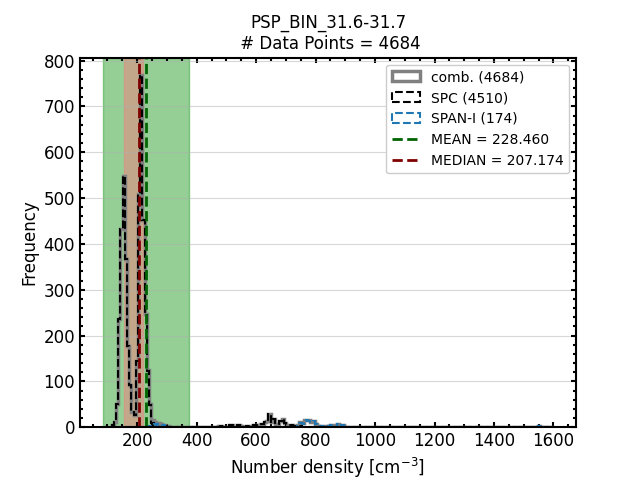 PSP_BIN_31.6-31.7
# Data Points = 4684
comb. (4684)
SPC (4510)
SPAN-I (174)
MEAN = 228.460
MEDIAN = 207.174
Frequency
800
700
600
500
400
300
200
100
0
200 400 600 800 1000 1200 1400 1600
Number density [cm⁻³]